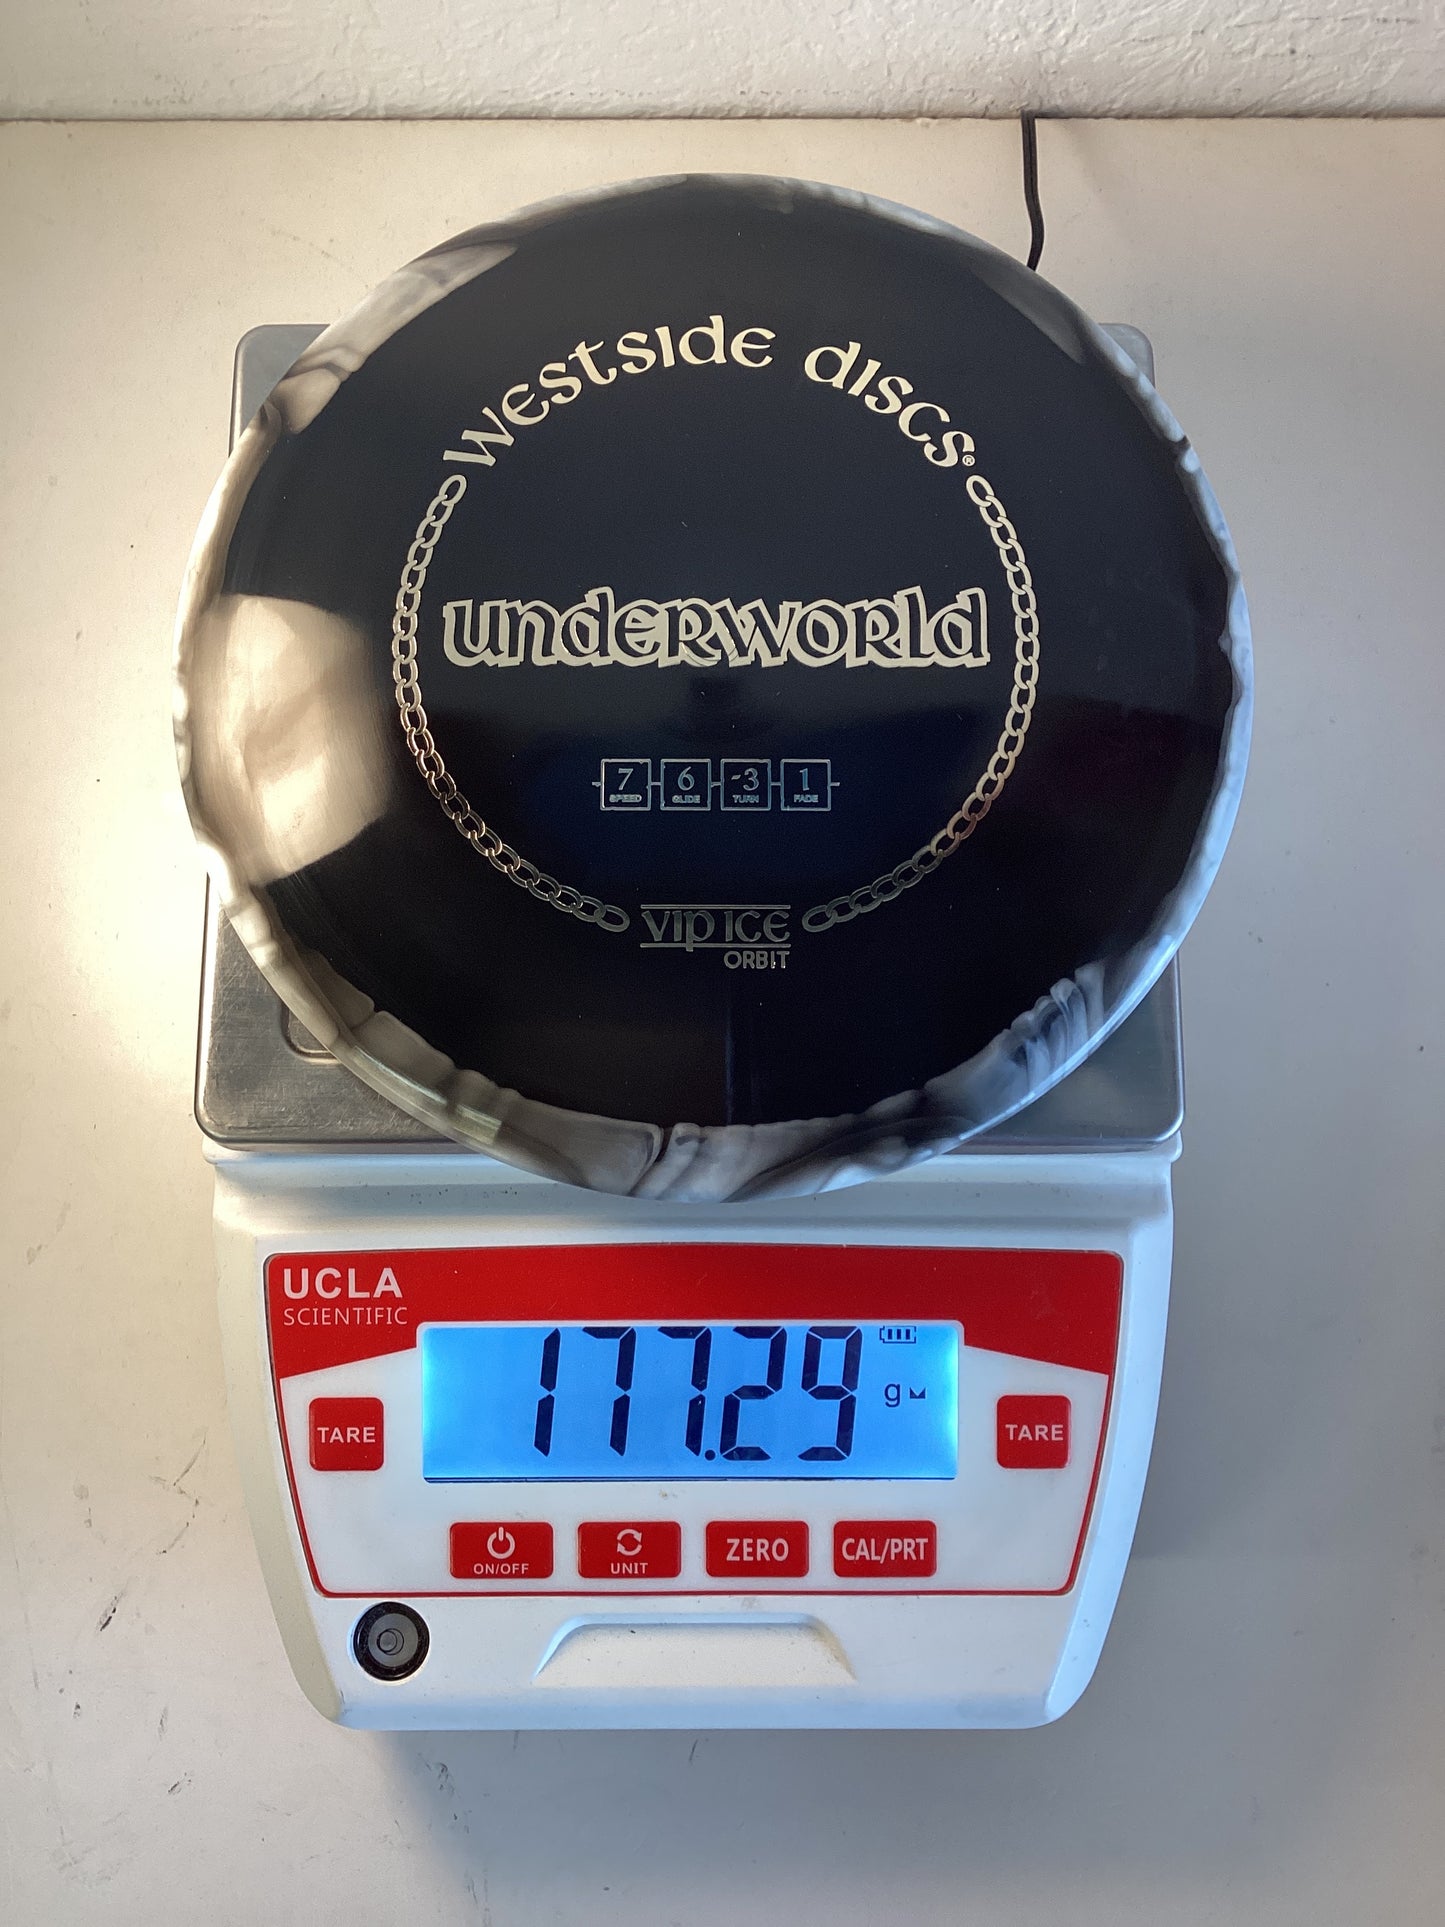 westside discs®
underworld
7 6 -3 1
SPEED GLIDE TURN FADE
VIP ICE
ORBIT
UCLA
SCIENTIFIC
177.29 g
TARE TARE
ON/OFF UNIT ZERO CAL/PRT